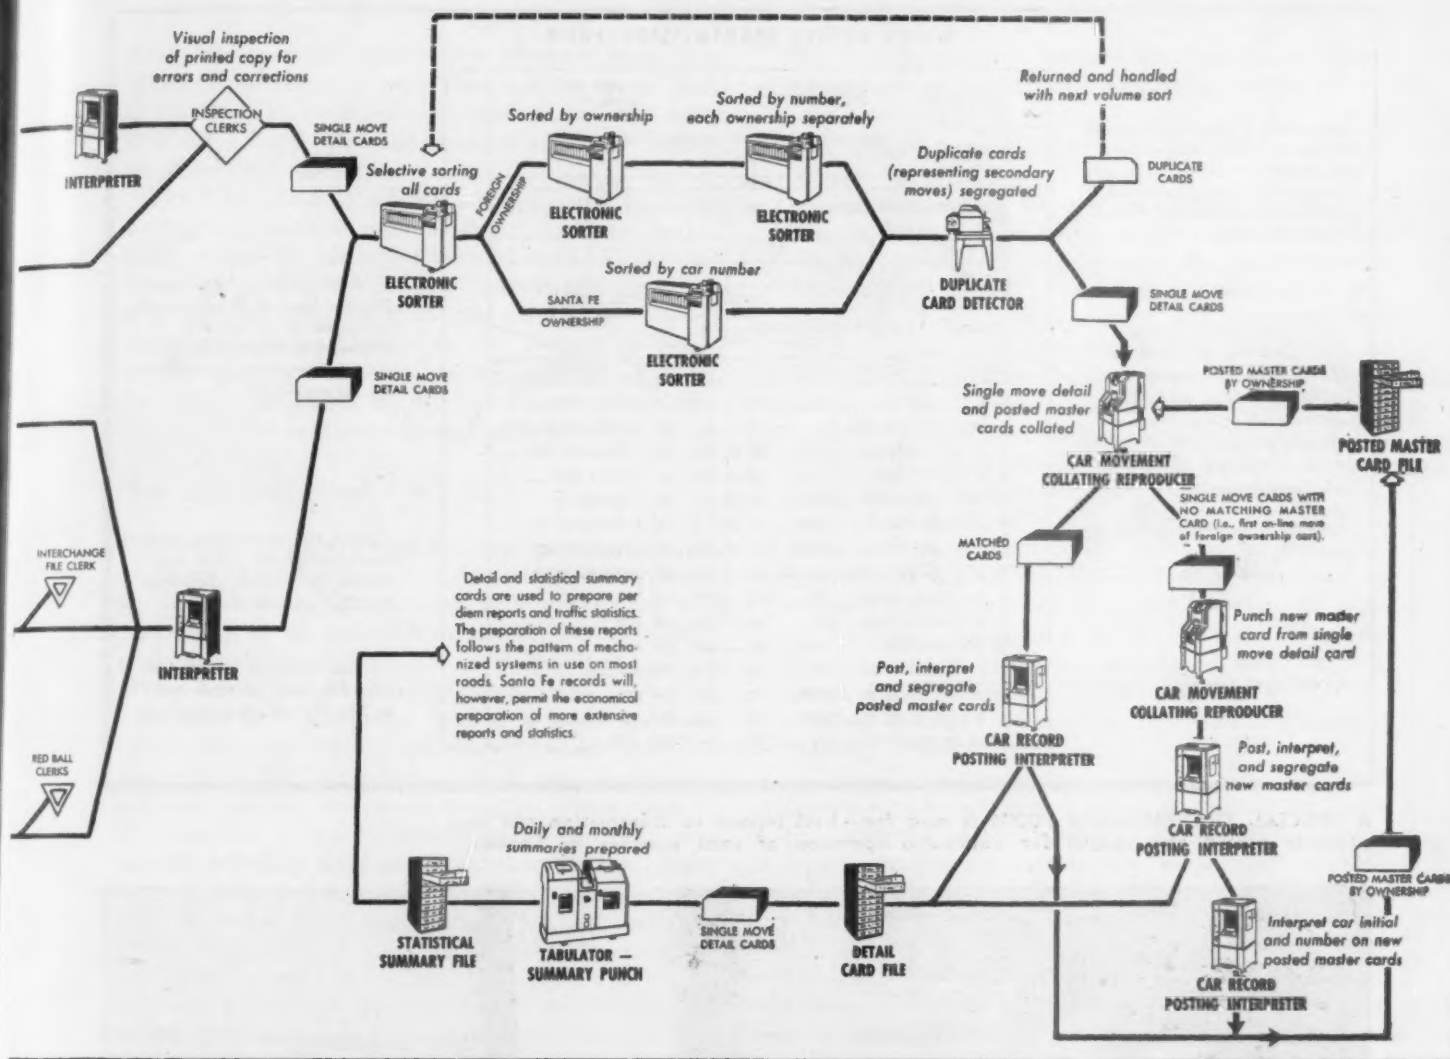 Visual inspection
of printed copy for
errors and corrections
INSPECTION
CLERKS
INTERPRETER
SINGLE MOVE
DETAIL CARDS
Selective sorting
all cards
ELECTRONIC
SORTER
FOREIGN
OWNERSHIP
Sorted by ownership
ELECTRONIC
SORTER
Sorted by number,
each ownership separately
ELECTRONIC
SORTER
SANTA FE
OWNERSHIP
Sorted by car number
ELECTRONIC
SORTER
Duplicate cards
(representing secondary
moves) segregated
DUPLICATE
CARD DETECTOR
Returned and handled
with next volume sort
DUPLICATE
CARDS
SINGLE MOVE
DETAIL CARDS
SINGLE MOVE
DETAIL CARDS
Single move detail
and posted master
cards collated
CAR MOVEMENT
COLLATING REPRODUCER
POSTED MASTER CARDS
BY OWNERSHIP
POSTED MASTER
CARD FILE
MATCHED
CARDS
SINGLE MOVE CARDS WITH
NO MATCHING MASTER
CARD (i.e., first on-line move
of foreign ownership cars).
INTERCHANGE
FILE CLERK
INTERPRETER
RED BALL
CLERKS
Detail and statistical summary
cards are used to prepare per
diem reports and traffic statistics.
The preparation of these reports
follows the pattern of mecha-
nized systems in use on most
roads. Santa Fe records will,
however, permit the economical
preparation of more extensive
reports and statistics.
Post, interpret
and segregate
posted master cards
CAR RECORD
POSTING INTERPRETER
Punch new master
card from single
move detail card
CAR MOVEMENT
COLLATING REPRODUCER
Post, interpret,
and segregate
new master cards
CAR RECORD
POSTING INTERPRETER
Daily and monthly
summaries prepared
STATISTICAL
SUMMARY FILE
TABULATOR —
SUMMARY PUNCH
SINGLE MOVE
DETAIL CARDS
DETAIL
CARD FILE
Interpret car initial
and number on new
posted master cards
CAR RECORD
POSTING INTERPRETER
POSTED MASTER CARDS
BY OWNERSHIP